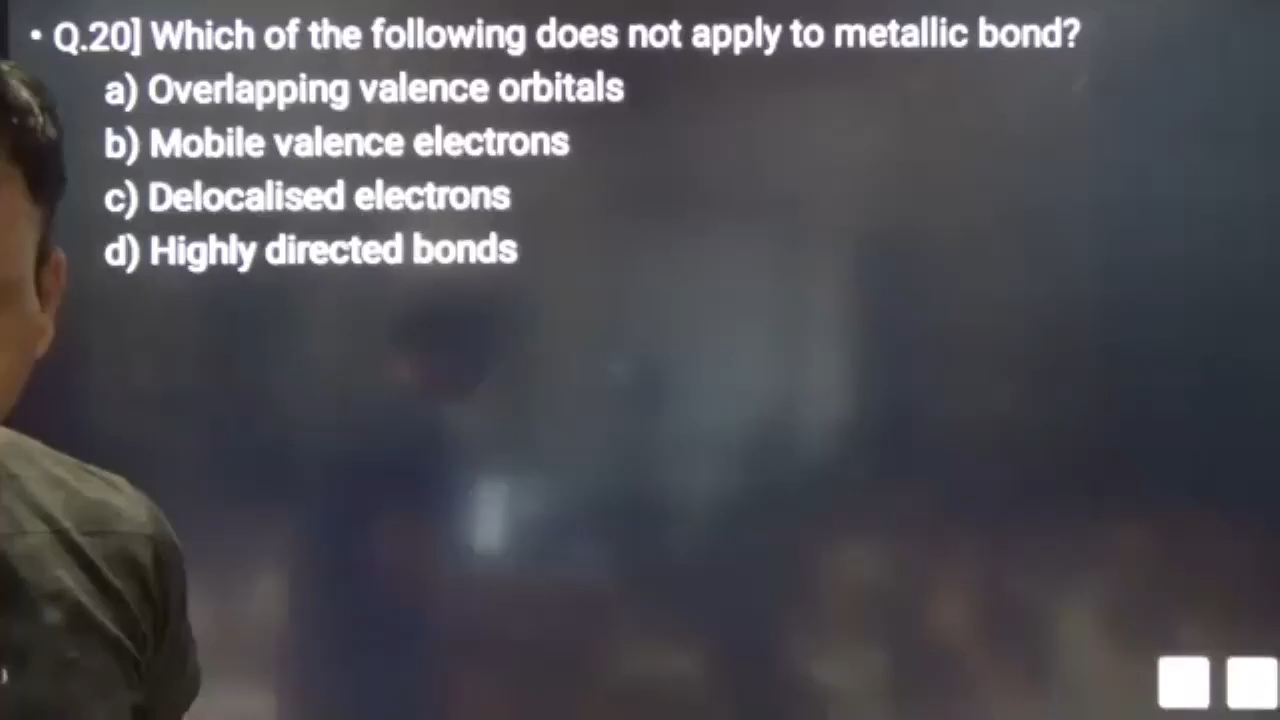 • Q.20] Which of the following does not apply to metallic bond?
a) Overlapping valence orbitals
b) Mobile valence electrons
c) Delocalised electrons
d) Highly directed bonds